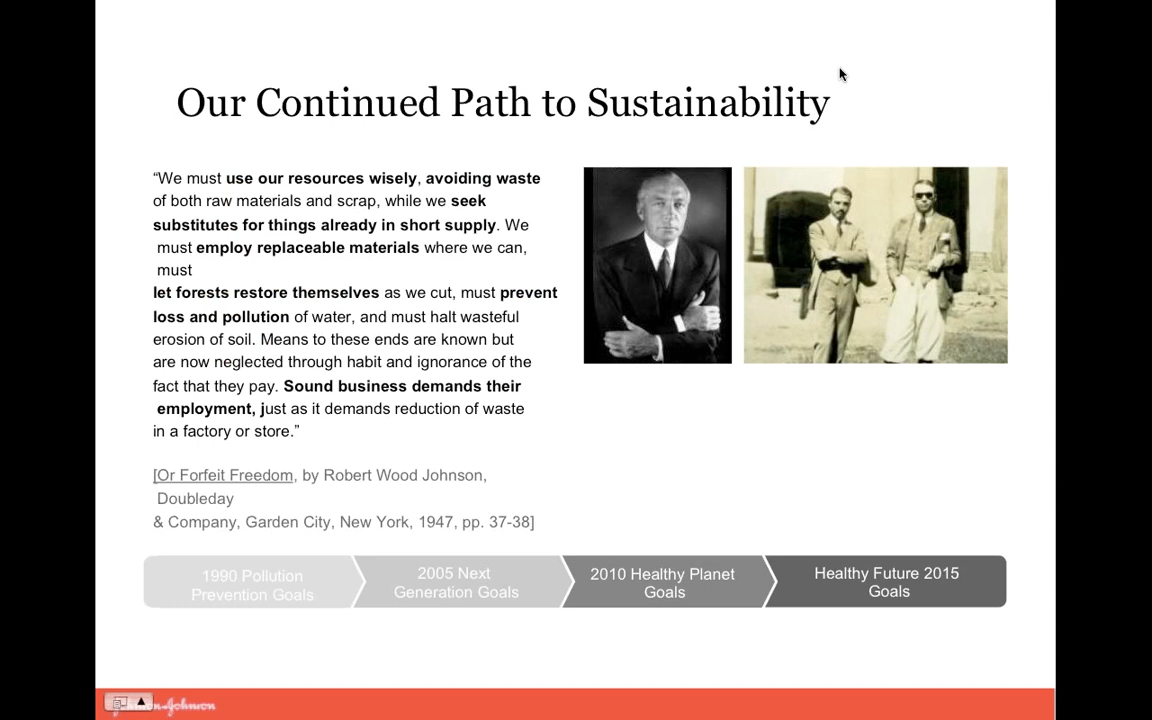 Our Continued Path to Sustainability
“We must use our resources wisely, avoiding waste
of both raw materials and scrap, while we seek
substitutes for things already in short supply. We
must employ replaceable materials where we can,
must
let forests restore themselves as we cut, must prevent
loss and pollution of water, and must halt wasteful
erosion of soil. Means to these ends are known but
are now neglected through habit and ignorance of the
fact that they pay. Sound business demands their
employment, just as it demands reduction of waste
in a factory or store.”
[Or Forfeit Freedom, by Robert Wood Johnson,
Doubleday
& Company, Garden City, New York, 1947, pp. 37-38]
1990 Pollution
Prevention Goals
2005 Next
Generation Goals
2010 Healthy Planet
Goals
Healthy Future 2015
Goals